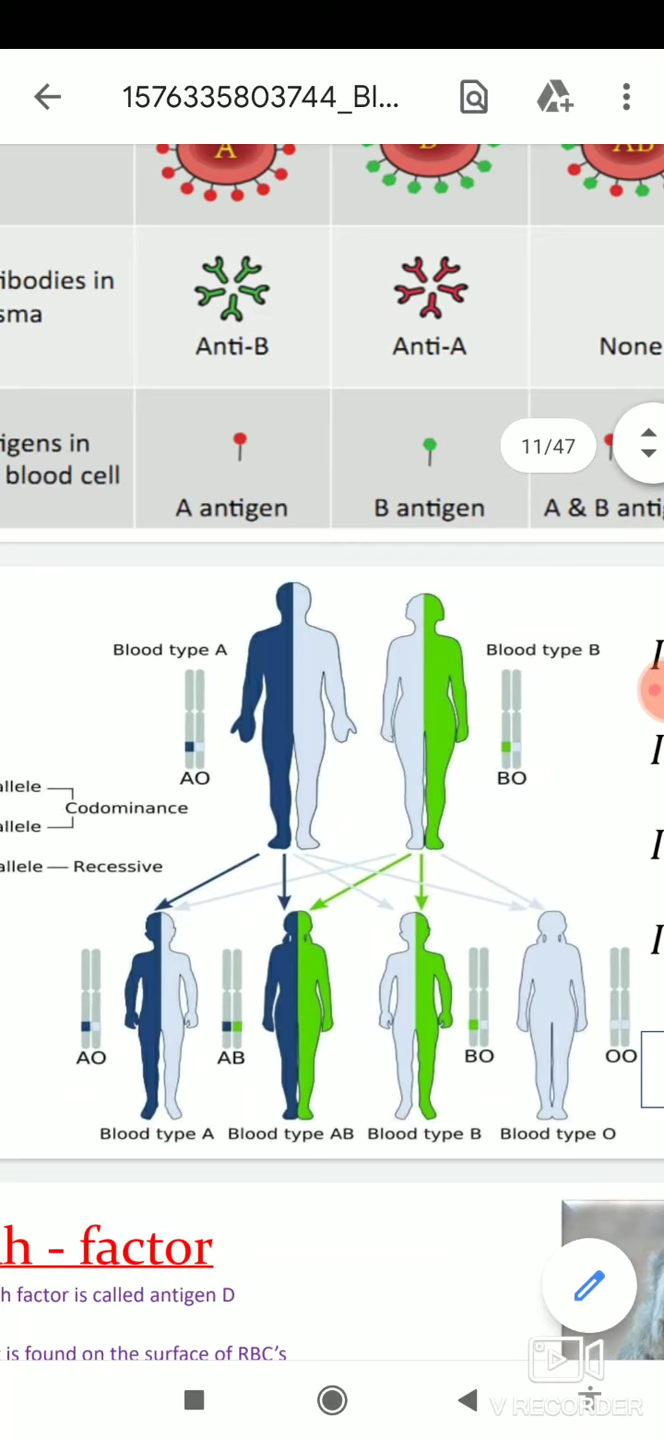 1576335803744_Bl...
A
AB
ibodies in
sma
Anti-B
Anti-A
None
igens in
blood cell
11/47
A antigen
B antigen
A & B anti
Blood type A
Blood type B
I
AO
BO
I
allele
Codominance
allele
I
allele — Recessive
I
AO
AB
BO
OO
Blood type A
Blood type AB
Blood type B
Blood type O
h - factor
h factor is called antigen D
is found on the surface of RBC's
V RECORDER